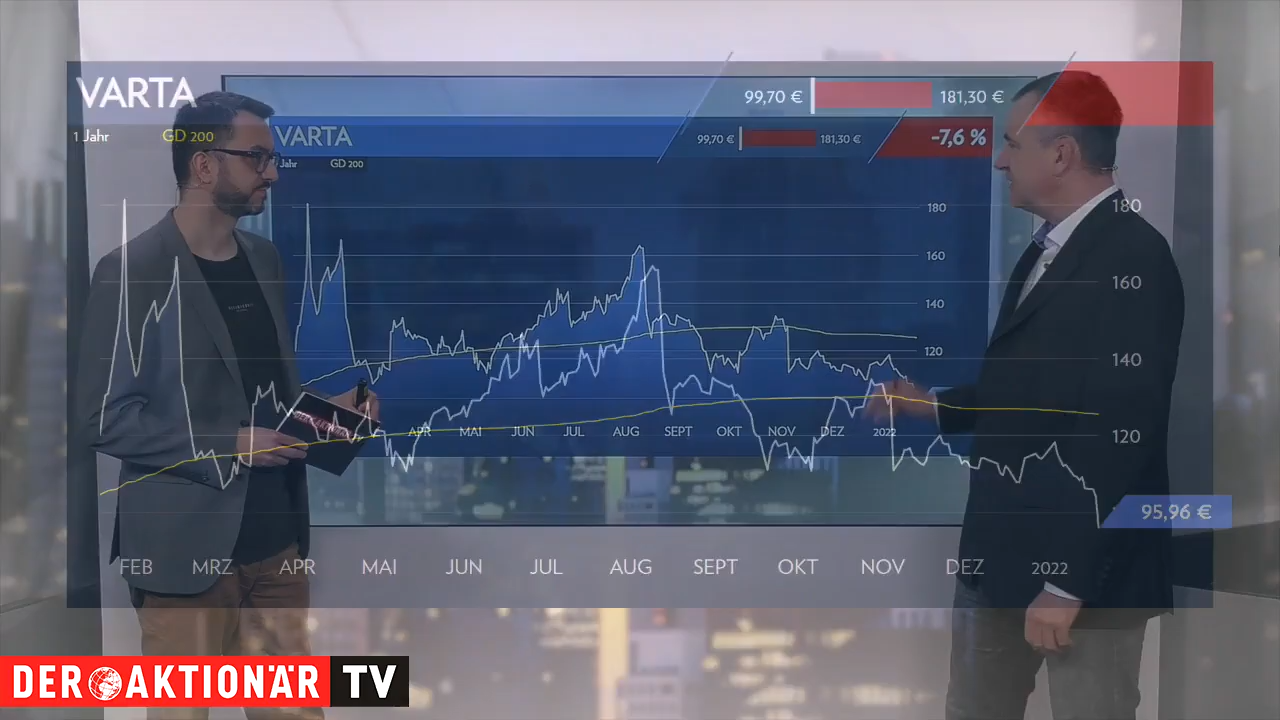 VARTA
99,70 €
181,30 €
1 Jahr
GD 200
VARTA
99,70 €
181,30 €
-7,6 %
Jahr
GD 200
180
160
140
120
180
160
140
120
APR
MAI
JUN
JUL
AUG
SEPT
OKT
NOV
DEZ
2022
95,96 €
FEB
MRZ
APR
MAI
JUN
JUL
AUG
SEPT
OKT
NOV
DEZ
2022
DER AKTIONÄR TV